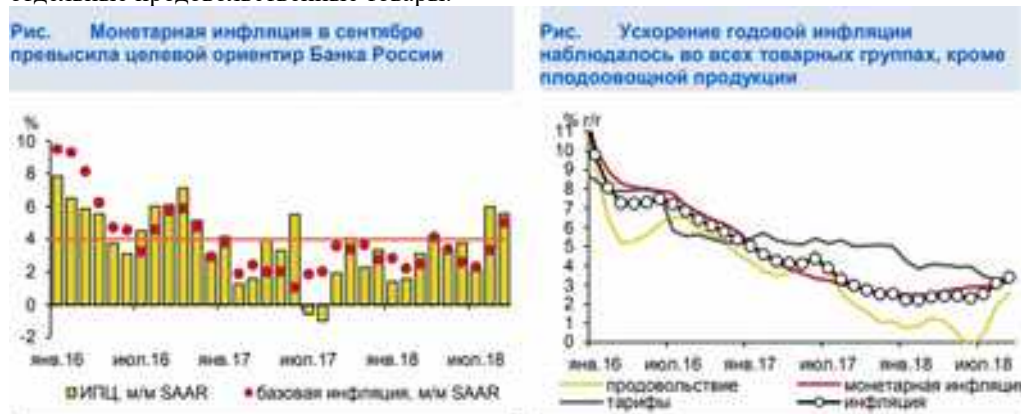 отдельные продовольственные товары.
Рис. Монетарная инфляция в сентябре
превысила целевой ориентир Банка России
Рис. Ускорение годовой инфляции
наблюдалось во всех товарных группах, кроме
плодоовощной продукции
%
10
8
6
4
2
0
-2
янв.16 июл.16 янв.17 июл.17 янв.18 июл.18
ИПЦ, м/м SAAR базовая инфляция, м/м SAAR
% г/г
11
10
9
8
7
6
5
4
3
2
1
0
янв.16 июл.16 янв.17 июл.17 янв.18 июл.18
продовольствие монетарная инфляция
тарифы инфляция